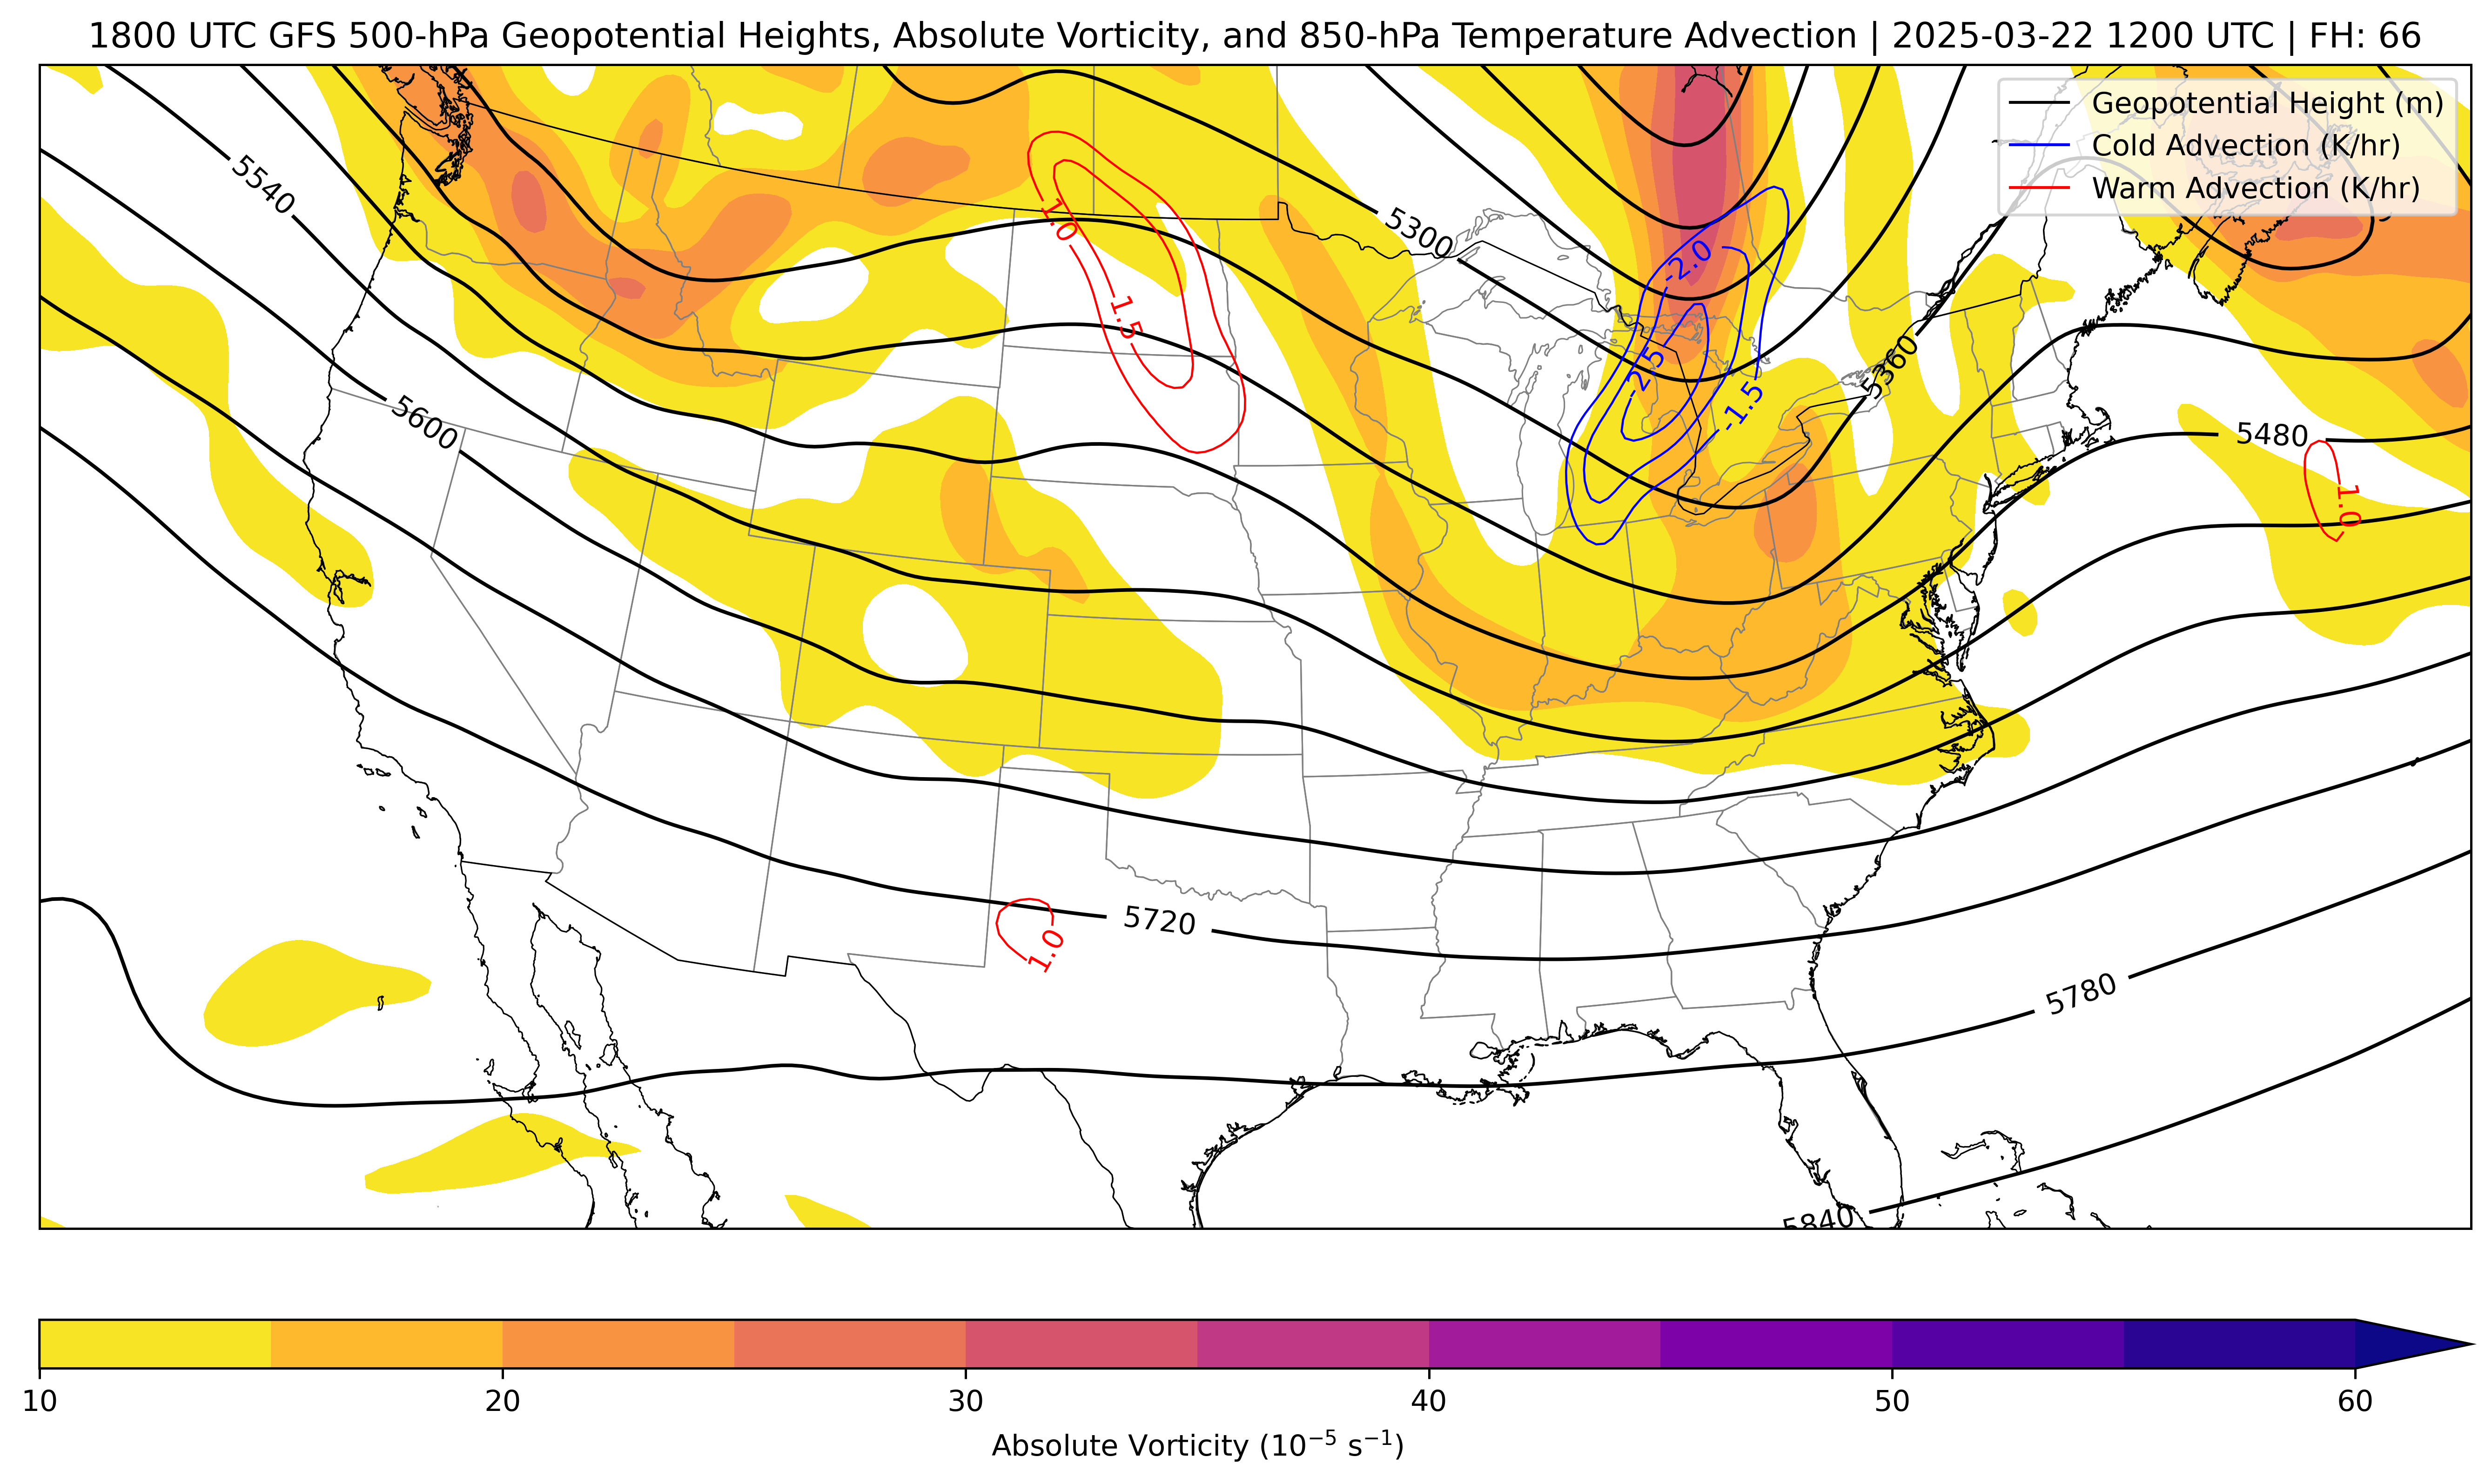 1800 UTC GFS 500-hPa Geopotential Heights, Absolute Vorticity, and 850-hPa Temperature Advection | 2025-03-22 1200 UTC | FH: 66
Geopotential Height (m)
Cold Advection (K/hr)
Warm Advection (K/hr)
5540
5300
1.0
-2.0
1.5
-2.5
-1.5
5360
5600
5480
1.0
5720
1.0
5780
5840
10 20 30 40 50 60
Absolute Vorticity (10⁻⁵ s⁻¹)